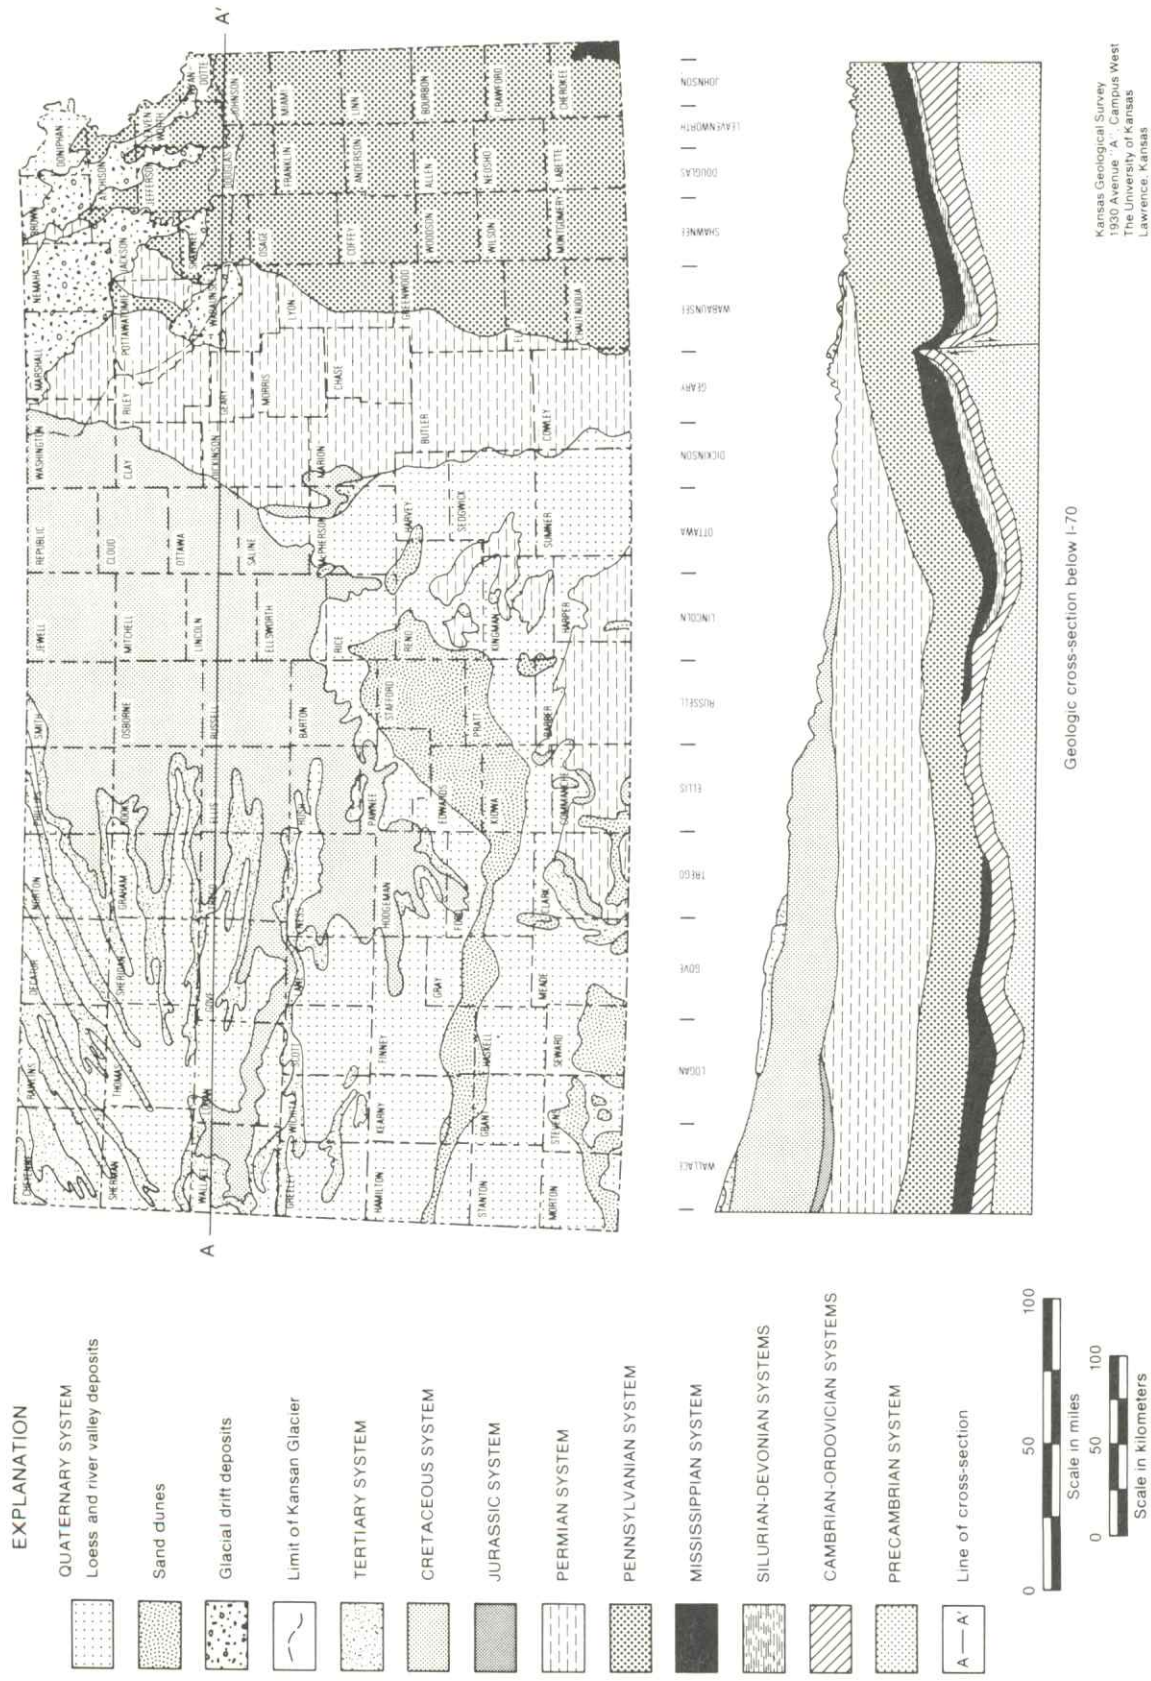 EXPLANATION
QUATERNARY SYSTEM
Loess and river valley deposits
Sand dunes
Glacial drift deposits
Limit of Kansan Glacier
TERTIARY SYSTEM
CRETACEOUS SYSTEM
JURASSIC SYSTEM
PERMIAN SYSTEM
PENNSYLVANIAN SYSTEM
MISSISSIPPIAN SYSTEM
SILURIAN-DEVONIAN SYSTEMS
CAMBRIAN-ORDOVICIAN SYSTEMS
PRECAMBRIAN SYSTEM
A — A' Line of cross-section
0 50 100
Scale in miles
0 50 100
Scale in kilometers
A
A'
CHEYENNE
RAWLINS
DECATUR
NORTON
PHILLIPS
SMITH
JEWELL
REPUBLIC
WASHINGTON
MARSHALL
NEMAHA
BROWN
DONIPHAN
SHERMAN
THOMAS
SHERIDAN
GRAHAM
ROOKS
OSBORNE
MITCHELL
CLOUD
CLAY
RILEY
POTTAWATOMIE
JACKSON
ATCHISON
JEFFERSON
LEAVENWORTH
WYANDOTTE
WALLACE
LOGAN
GOVE
TREGO
ELLIS
RUSSELL
LINCOLN
OTTAWA
DICKINSON
GEARY
WABAUNSEE
SHAWNEE
DOUGLAS
JOHNSON
GREELEY
WICHITA
SCOTT
LANE
NESS
RUSH
BARTON
ELLSWORTH
SALINE
MORRIS
LYON
OSAGE
FRANKLIN
MIAMI
HAMILTON
KEARNY
FINNEY
HODGEMAN
PAWNEE
RICE
McPHERSON
MARION
CHASE
COFFEY
ANDERSON
LINN
GRAY
FORD
EDWARDS
STAFFORD
RENO
HARVEY
BUTLER
GREENWOOD
WOODSON
ALLEN
BOURBON
STANTON
GRANT
HASKELL
KIOWA
PRATT
KINGMAN
SEDGWICK
WILSON
NEOSHO
CRAWFORD
MORTON
STEVENS
SEWARD
MEADE
CLARK
COMMANCHE
BARBER
HARPER
SUMNER
COWLEY
CHAUTAUQUA
MONTGOMERY
LABETTE
CHEROKEE
WALLACE
LOGAN
GOVE
TREGO
ELLIS
RUSSELL
LINCOLN
OTTAWA
DICKINSON
GEARY
WABAUNSEE
SHAWNEE
DOUGLAS
LEAVENWORTH
JOHNSON
Geologic cross-section below I-70
Kansas Geological Survey
1930 Avenue "A", Campus West
The University of Kansas
Lawrence, Kansas